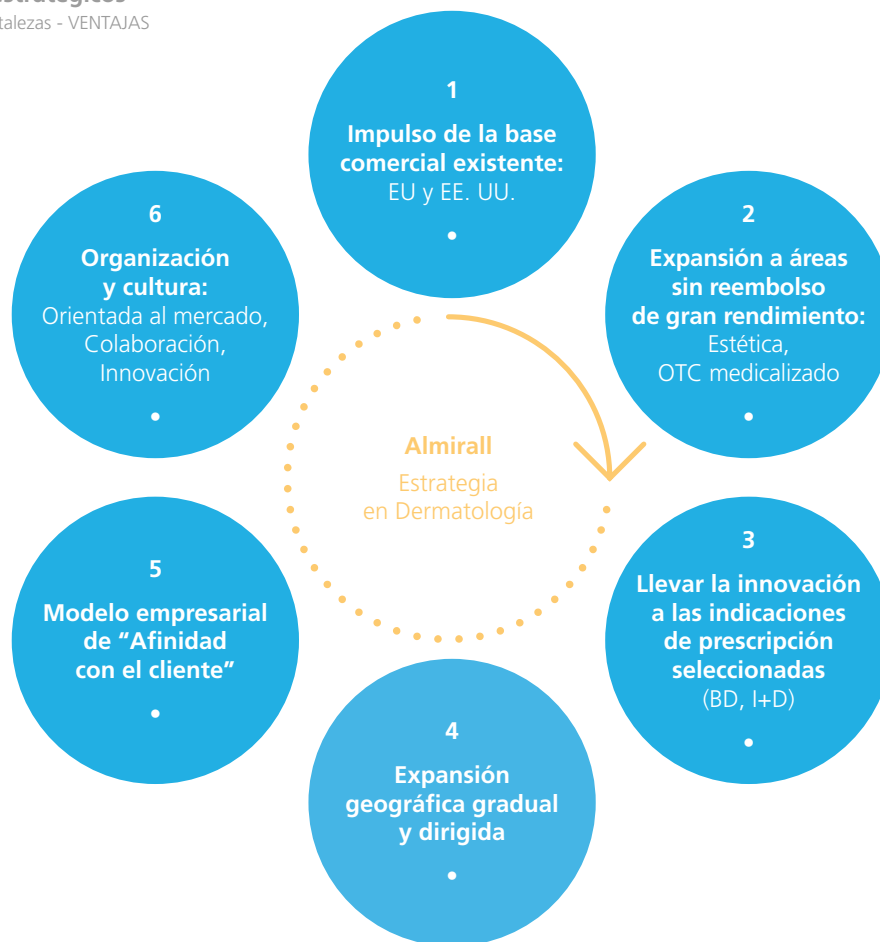 talezas - VENTAJAS
1
Impulso de la base
comercial existente:
EU y EE. UU.
2
Expansión a áreas
sin reembolso
de gran rendimiento:
Estética,
OTC medicalizado
3
Llevar la innovación
a las indicaciones
de prescripción
seleccionadas
(BD, I+D)
4
Expansión
geográfica gradual
y dirigida
5
Modelo empresarial
de “Afinidad
con el cliente”
6
Organización
y cultura:
Orientada al mercado,
Colaboración,
Innovación
Almirall
Estrategia
en Dermatología